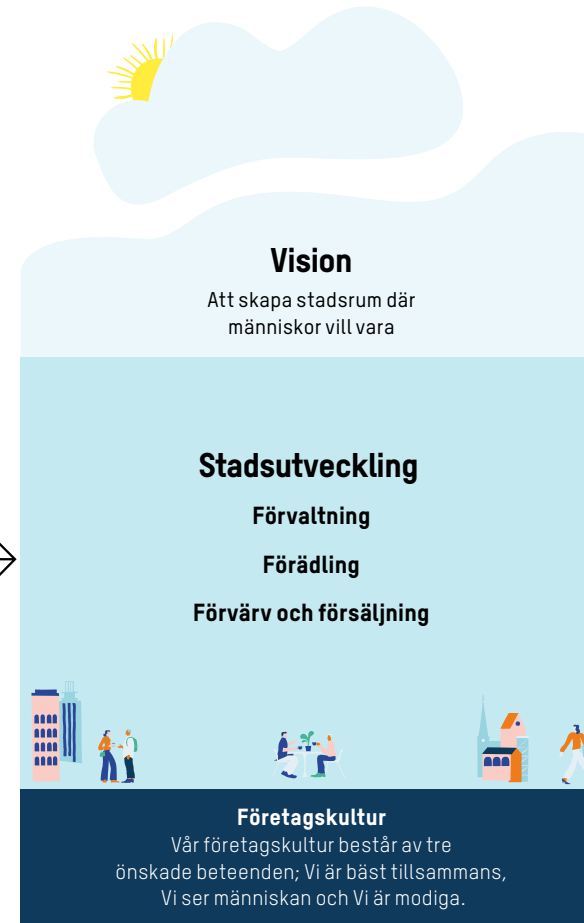 Vision
Att skapa stadsrum där
människor vill vara
Stadsutveckling
Förvaltning
Förädling
Förvärv och försäljning
Företagskultur
Vår företagskultur består av tre
önskade beteenden; Vi är bäst tillsammans,
Vi ser människan och Vi är modiga.